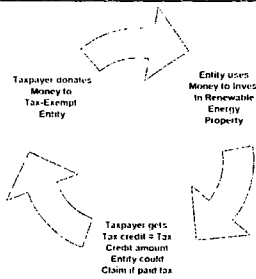 Taxpayer donates
Money to
Tax-Exempt
Entity
Entity uses
Money to Inves
In Renewable
Energy
Property
Taxpayer gets
Tax credit = Tax
Credit amount
Entity could
Claim if paid tax